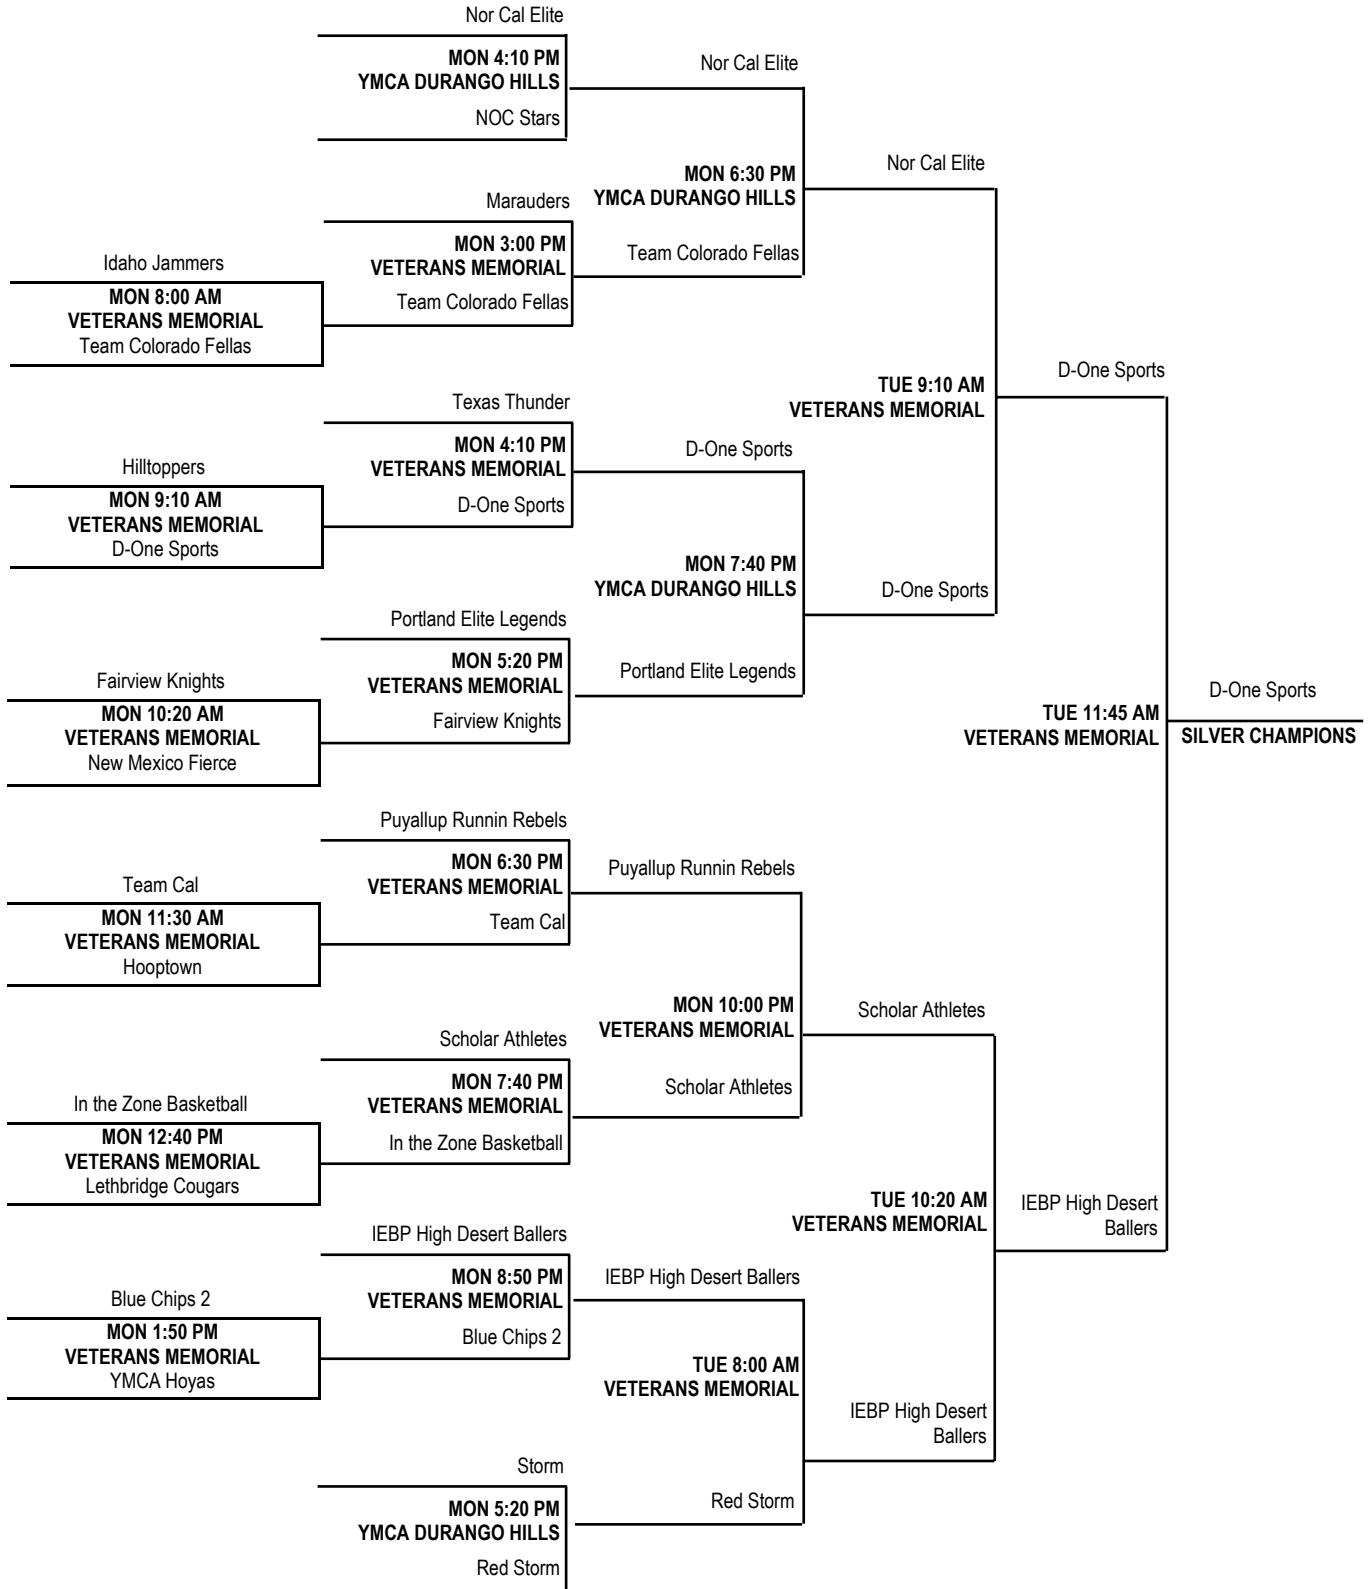 Nor Cal Elite
MON 4:10 PM
YMCA DURANGO HILLS
NOC Stars
Nor Cal Elite
MON 6:30 PM
YMCA DURANGO HILLS
Team Colorado Fellas
Nor Cal Elite
Marauders
MON 3:00 PM
VETERANS MEMORIAL
Team Colorado Fellas
Idaho Jammers
MON 8:00 AM
VETERANS MEMORIAL
Team Colorado Fellas
TUE 9:10 AM
VETERANS MEMORIAL
D-One Sports
Texas Thunder
MON 4:10 PM
VETERANS MEMORIAL
D-One Sports
Hilltoppers
MON 9:10 AM
VETERANS MEMORIAL
D-One Sports
D-One Sports
MON 7:40 PM
YMCA DURANGO HILLS
Portland Elite Legends
D-One Sports
Portland Elite Legends
MON 5:20 PM
VETERANS MEMORIAL
Fairview Knights
Fairview Knights
MON 10:20 AM
VETERANS MEMORIAL
New Mexico Fierce
TUE 11:45 AM
VETERANS MEMORIAL
D-One Sports
SILVER CHAMPIONS
Puyallup Runnin Rebels
MON 6:30 PM
VETERANS MEMORIAL
Team Cal
Team Cal
MON 11:30 AM
VETERANS MEMORIAL
Hooptown
Puyallup Runnin Rebels
MON 10:00 PM
VETERANS MEMORIAL
Scholar Athletes
Scholar Athletes
Scholar Athletes
MON 7:40 PM
VETERANS MEMORIAL
In the Zone Basketball
In the Zone Basketball
MON 12:40 PM
VETERANS MEMORIAL
Lethbridge Cougars
TUE 10:20 AM
VETERANS MEMORIAL
IEBP High Desert
Ballers
IEBP High Desert Ballers
MON 8:50 PM
VETERANS MEMORIAL
Blue Chips 2
Blue Chips 2
MON 1:50 PM
VETERANS MEMORIAL
YMCA Hoyas
IEBP High Desert Ballers
TUE 8:00 AM
VETERANS MEMORIAL
Red Storm
IEBP High Desert
Ballers
Storm
MON 5:20 PM
YMCA DURANGO HILLS
Red Storm